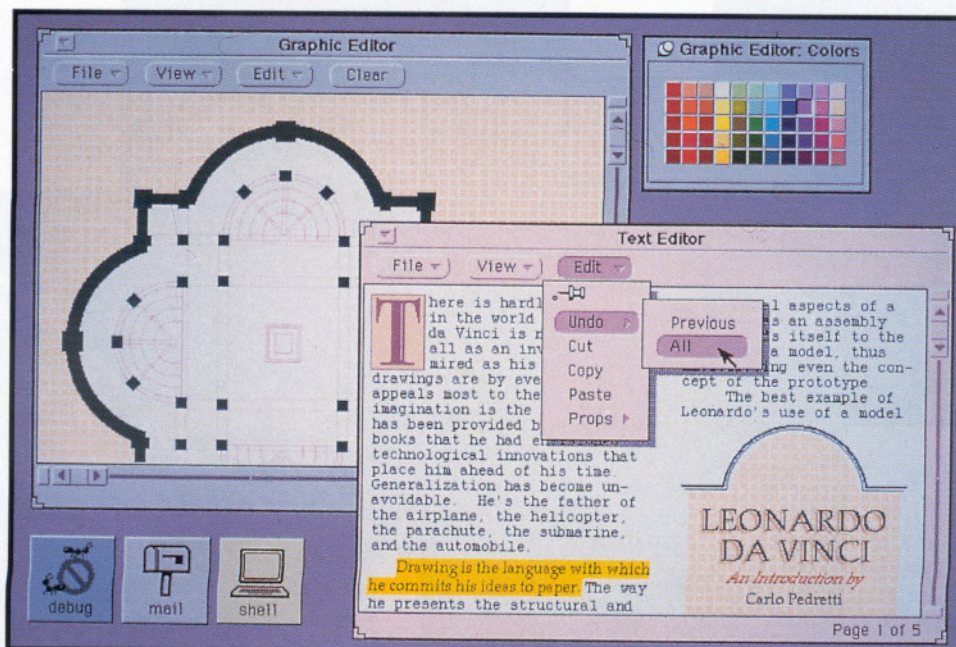 Graphic Editor
File View Edit Clear
Graphic Editor: Colors
Text Editor
File View Edit
Undo
Cut
Copy
Paste
Props
Previous
All
There is hardl
in the world
da Vinci is
all as an inv
mired as his
drawings are by eve
appeals most to the
imagination is the
has been provided b
books that he had
technological innovations that
place him ahead of his time.
Generalization has become un-
avoidable. He's the father of
the airplane, the helicopter,
the parachute, the submarine,
and the automobile.
Drawing is the language with which
he commits his ideas to paper. The way
he presents the structural and
l aspects of a
s an assembly
s itself to the
a model, thus
ing even the con-
cept of the prototype.
The best example of
Leonardo's use of a model
LEONARDO
DA VINCI
An Introduction by
Carlo Pedretti
Page 1 of 5
debug
mail
shell